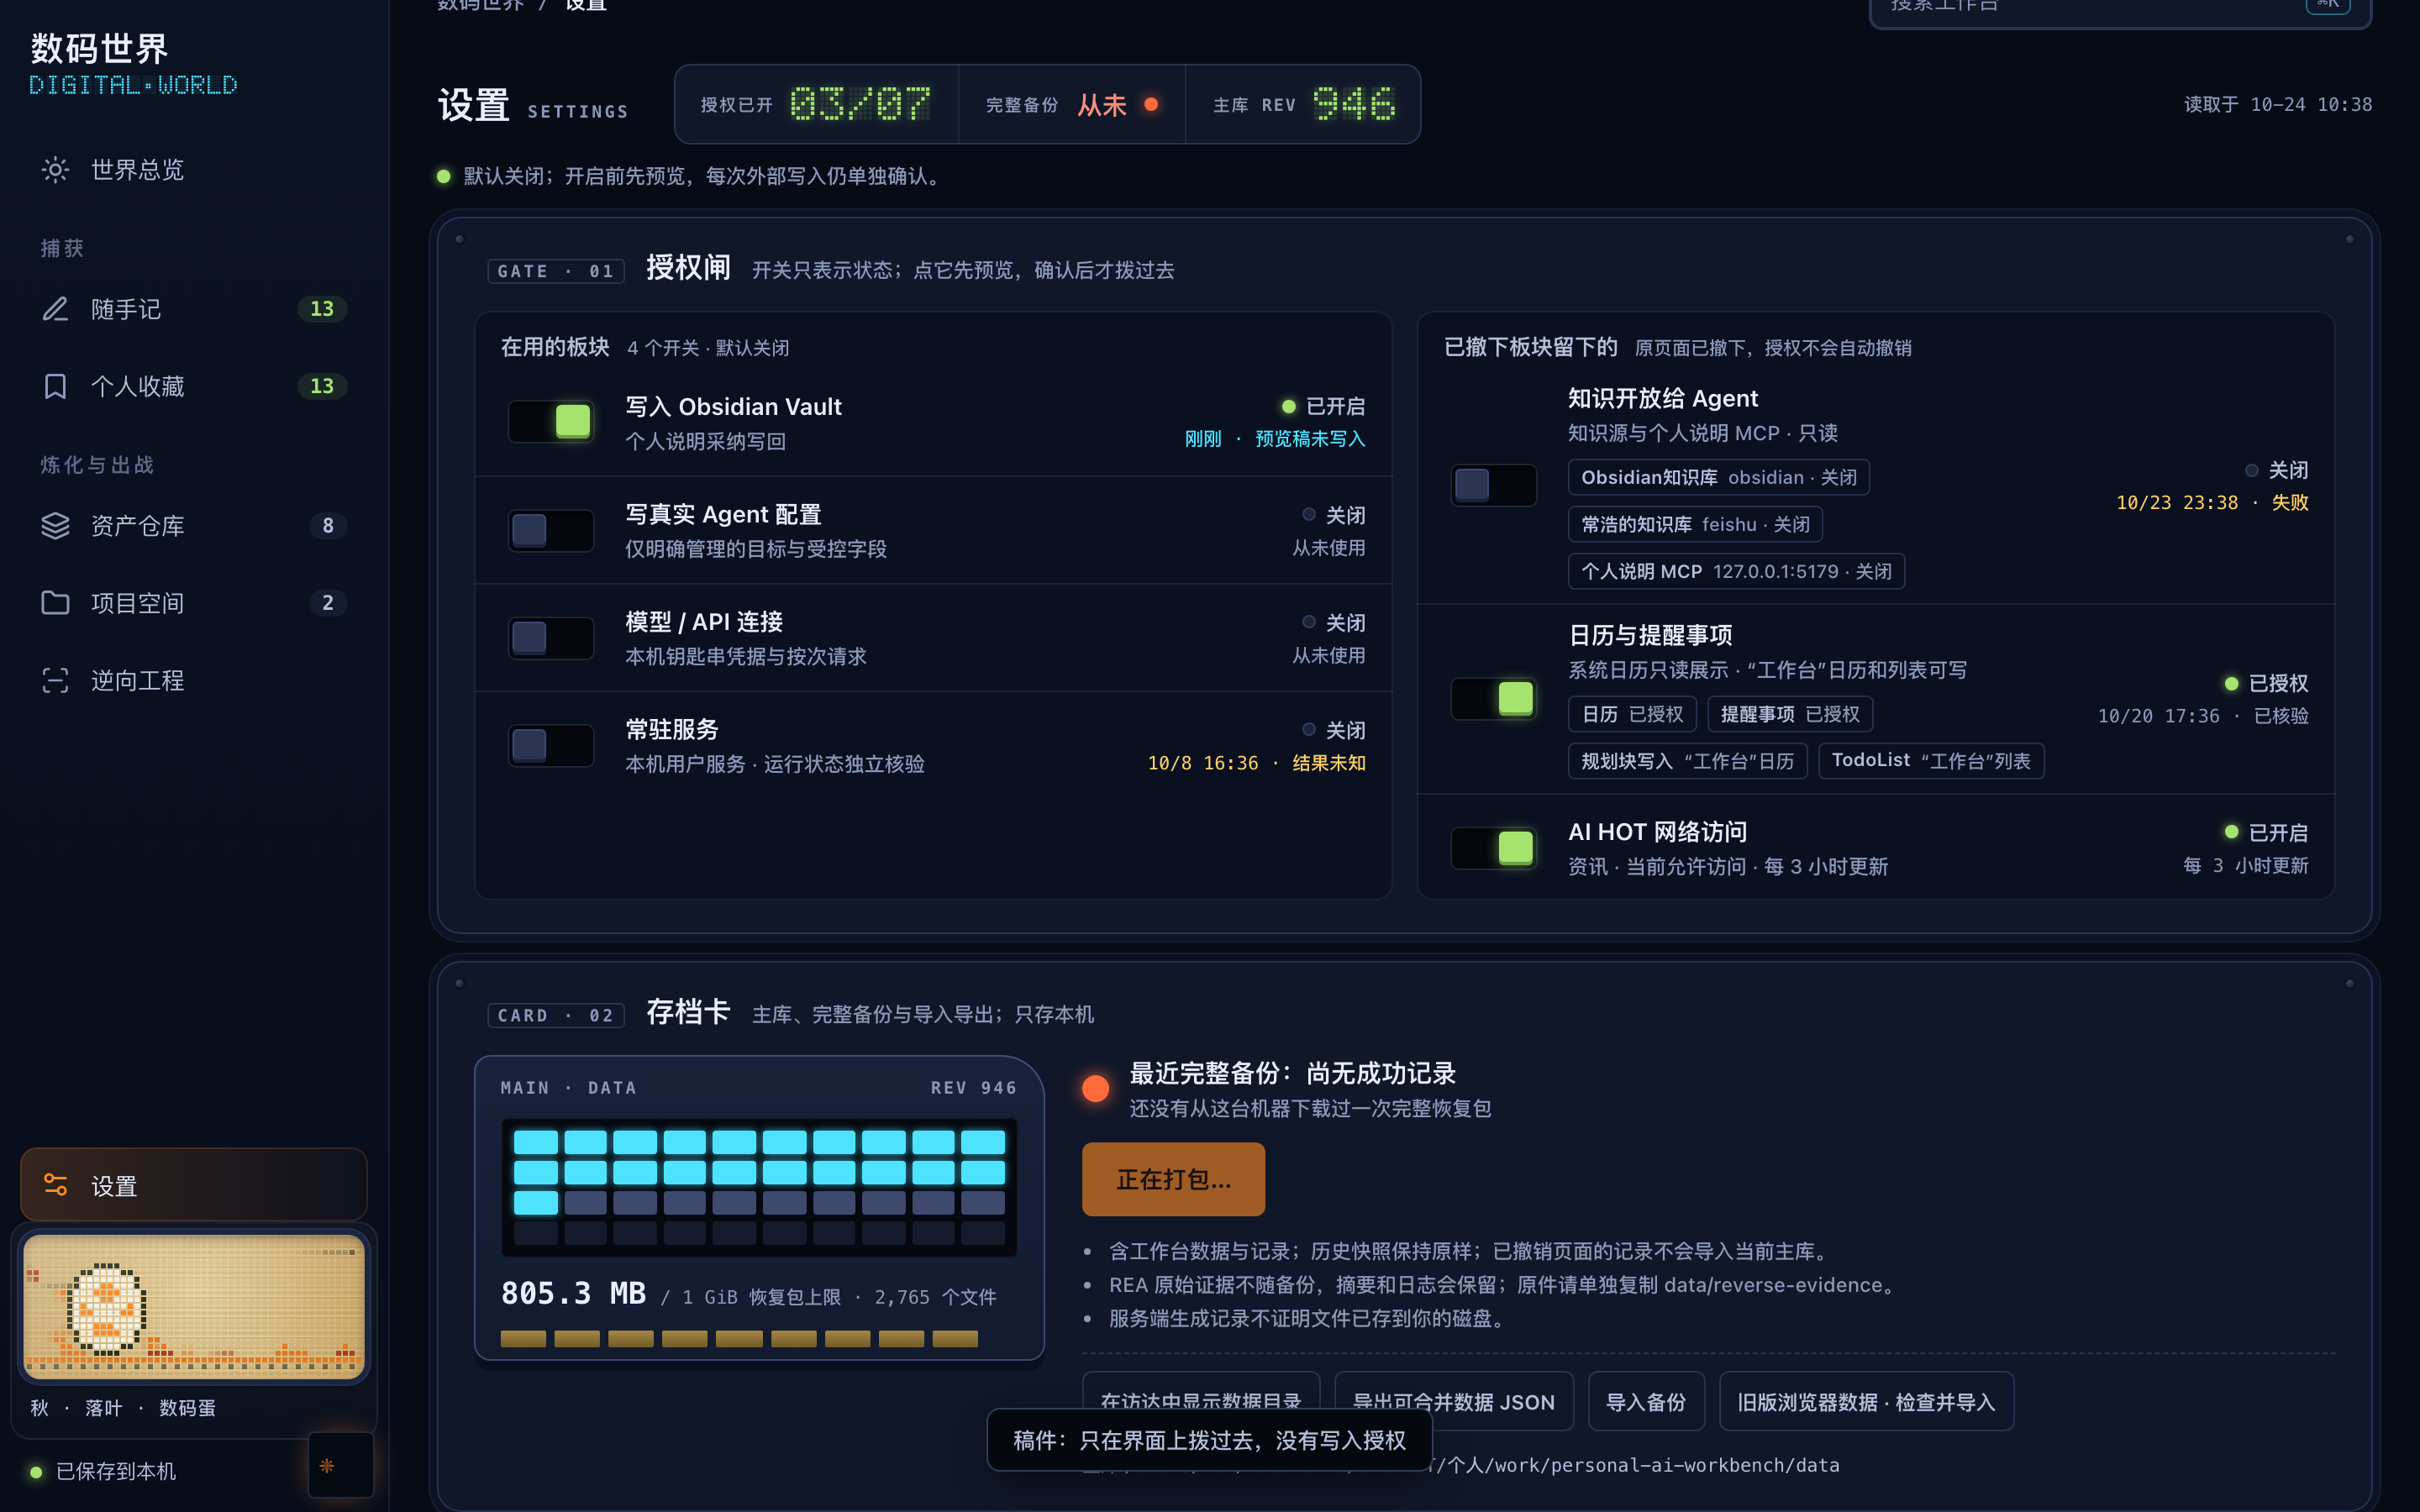 数码世界
DIGITAL·WORLD
世界总览
捕获
随手记 13
个人收藏 13
炼化与出战
资产仓库 8
项目空间 2
逆向工程
设置
秋 · 落叶 · 数码蛋
已保存到本机
数码世界 / 设置
搜索工作台 ⌘K
设置 SETTINGS
授权已开 03/07
完整备份 从未
主库 REV 946
读取于 10-24 10:38
默认关闭；开启前先预览，每次外部写入仍单独确认。
GATE · 01 授权闸 开关只表示状态；点它先预览，确认后才拨过去
在用的板块 4 个开关 · 默认关闭
写入 Obsidian Vault 已开启
个人说明采纳写回 刚刚 · 预览稿未写入
写真实 Agent 配置 关闭
仅明确管理的目标与受控字段 从未使用
模型 / API 连接 关闭
本机钥匙串凭据与按次请求 从未使用
常驻服务 关闭
本机用户服务 · 运行状态独立核验 10/8 16:36 · 结果未知
已撤下板块留下的 原页面已撤下，授权不会自动撤销
知识开放给 Agent
知识源与个人说明 MCP · 只读
Obsidian知识库 obsidian · 关闭
常浩的知识库 feishu · 关闭
个人说明 MCP 127.0.0.1:5179 · 关闭
关闭
10/23 23:38 · 失败
日历与提醒事项
系统日历只读展示 · “工作台”日历和列表可写
日历 已授权 提醒事项 已授权
规划块写入 “工作台”日历 TodoList “工作台”列表
已授权
10/20 17:36 · 已核验
AI HOT 网络访问 已开启
资讯 · 当前允许访问 · 每 3 小时更新 每 3 小时更新
CARD · 02 存档卡 主库、完整备份与导入导出；只存本机
MAIN · DATA REV 946
805.3 MB / 1 GiB 恢复包上限 · 2,765 个文件
最近完整备份：尚无成功记录
还没有从这台机器下载过一次完整恢复包
正在打包...
• 含工作台数据与记录；历史快照保持原样；已撤销页面的记录不会导入当前主库。
• REA 原始证据不随备份，摘要和日志会保留；原件请单独复制 data/reverse-evidence。
• 服务端生成记录不证明文件已存到你的磁盘。
在访达中显示数据目录 导出可合并数据 JSON 导入备份 旧版浏览器数据 · 检查并导入
稿件：只在界面上拨过去，没有写入授权
/个人/work/personal-ai-workbench/data